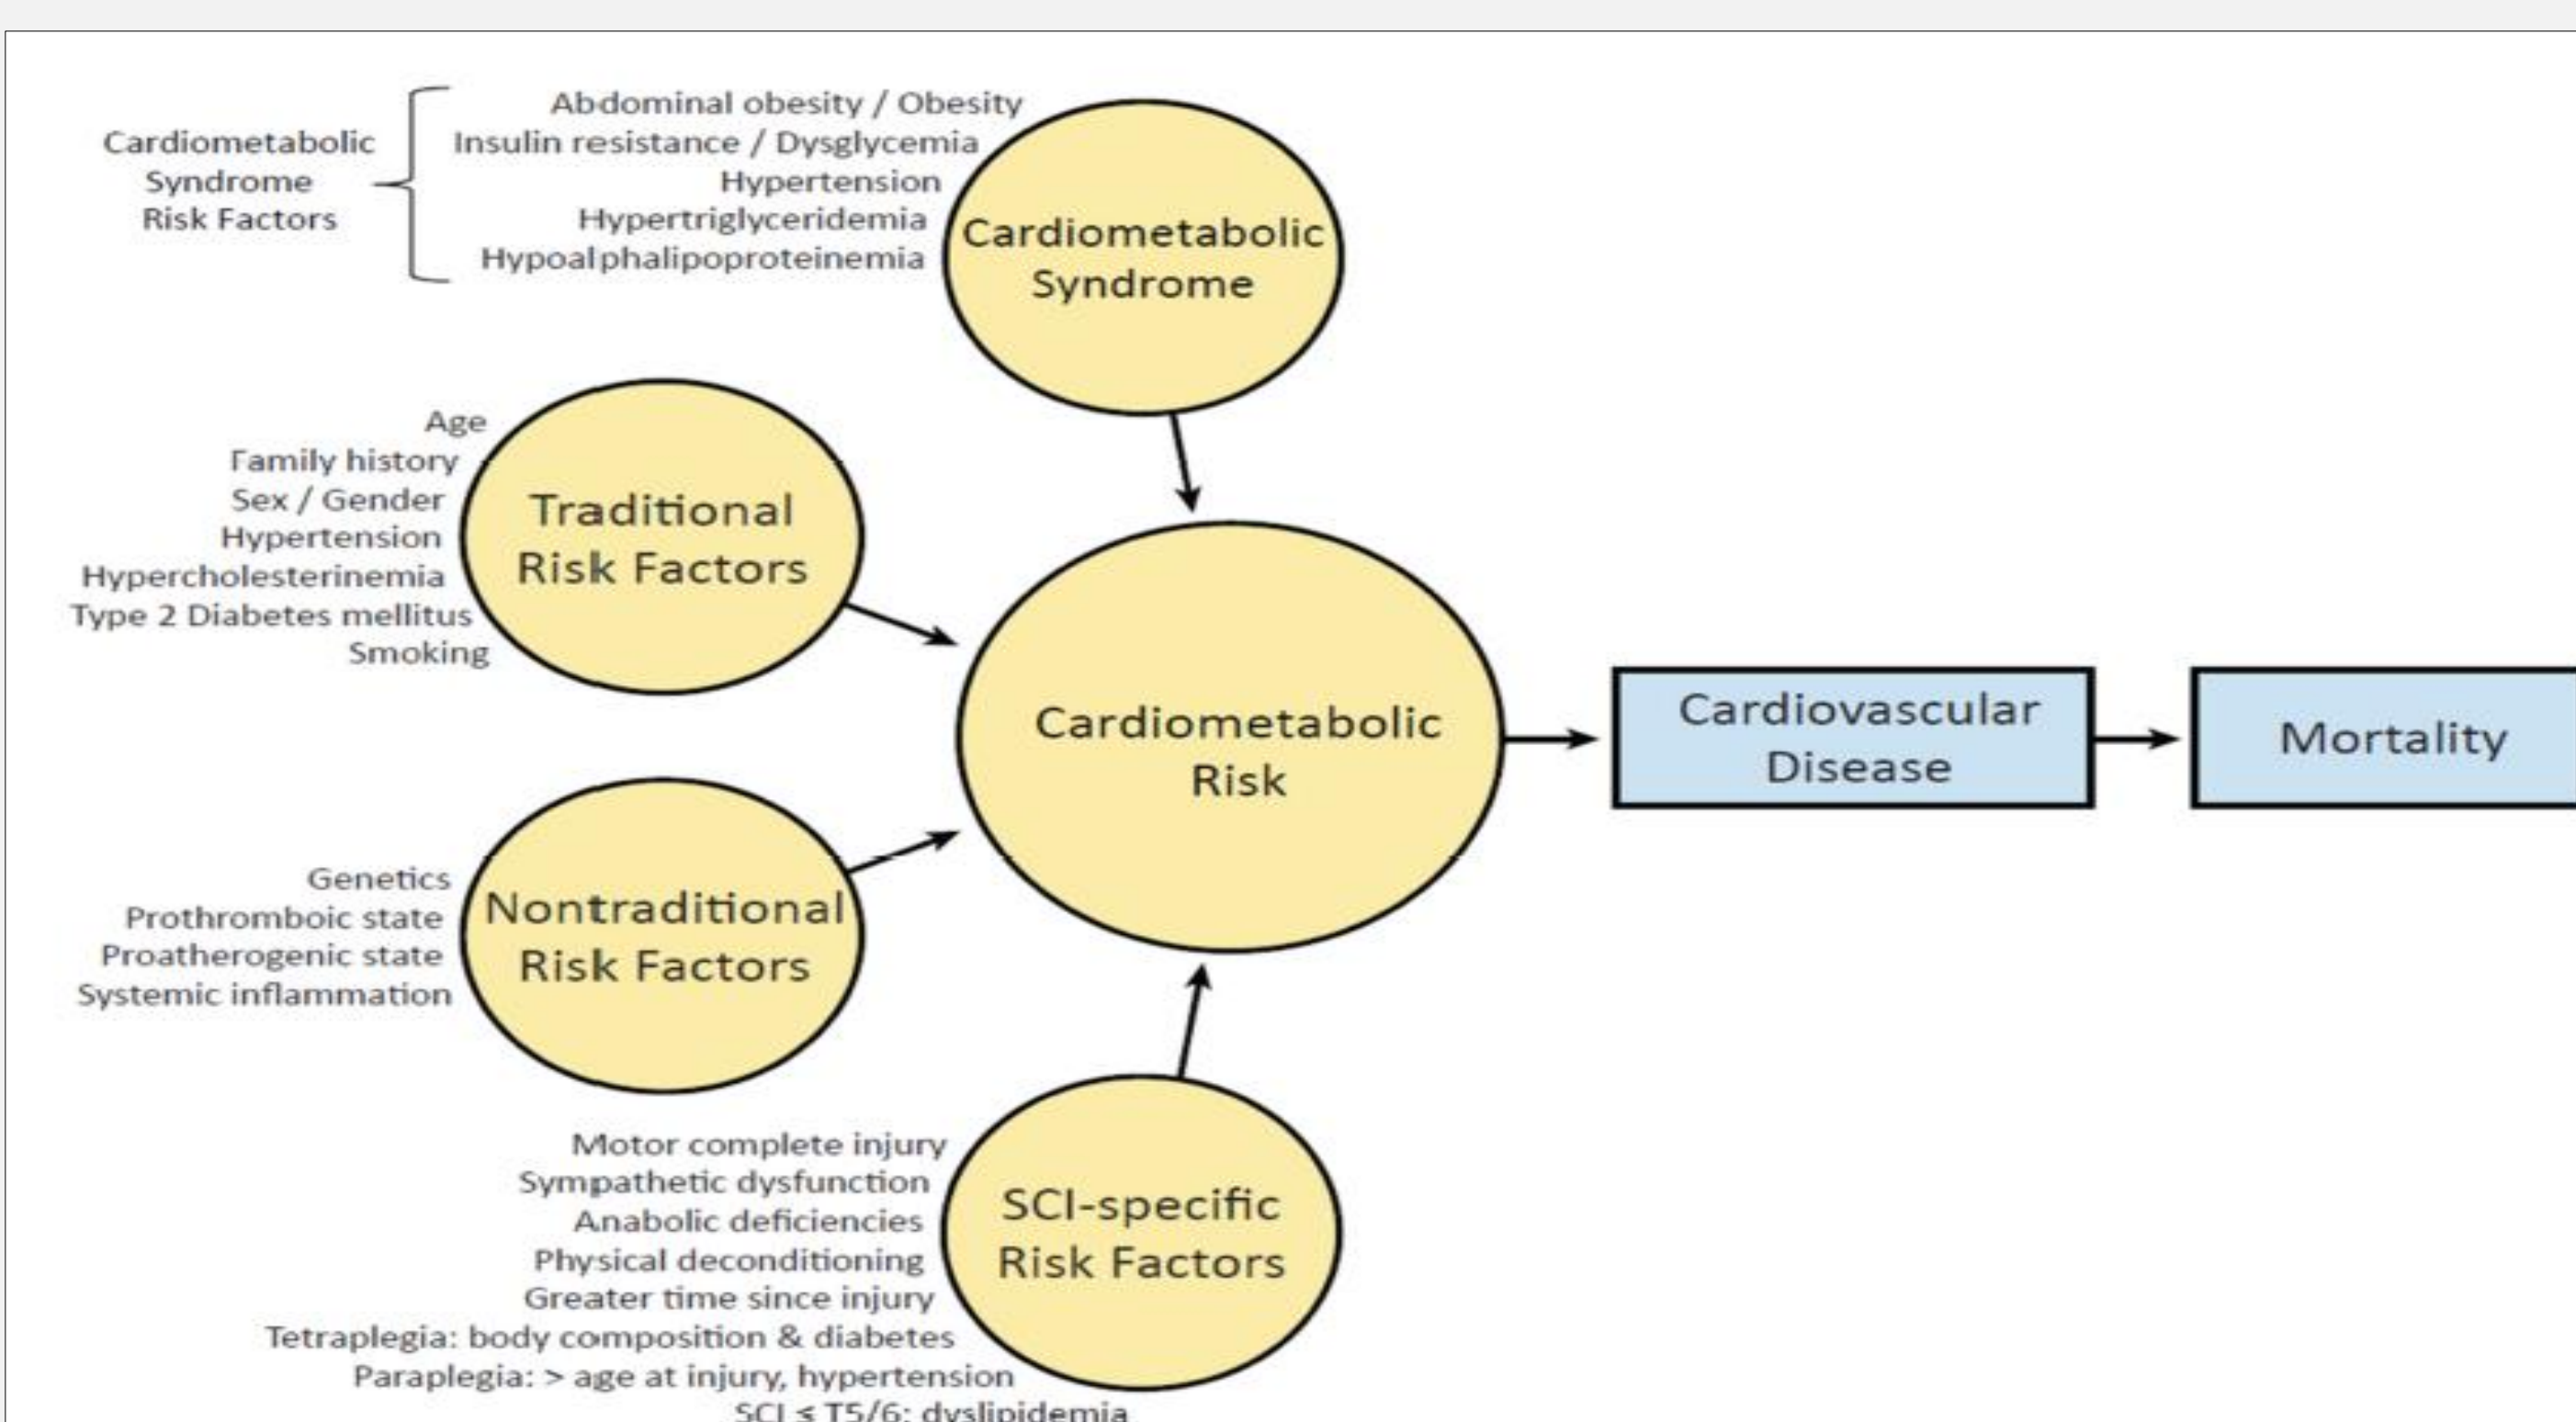 Cardiometabolic
Syndrome
Risk Factors
Abdominal obesity / Obesity
Insulin resistance / Dysglycemia
Hypertension
Hypertriglyceridemia
Hypoalphalipoproteinemia
Cardiometabolic
Syndrome
Age
Family history
Sex / Gender
Hypertension
Hypercholesterinemia
Type 2 Diabetes mellitus
Smoking
Traditional
Risk Factors
Cardiometabolic
Risk
Cardiovascular
Disease
Mortality
Genetics
Prothromboic state
Proatherogenic state
Systemic inflammation
Nontraditional
Risk Factors
Motor complete injury
Sympathetic dysfunction
Anabolic deficiencies
Physical deconditioning
Greater time since injury
Tetraplegia: body composition & diabetes
Paraplegia: > age at injury, hypertension
SCI ≤ T5/6: dyslipidemia
SCI-specific
Risk Factors